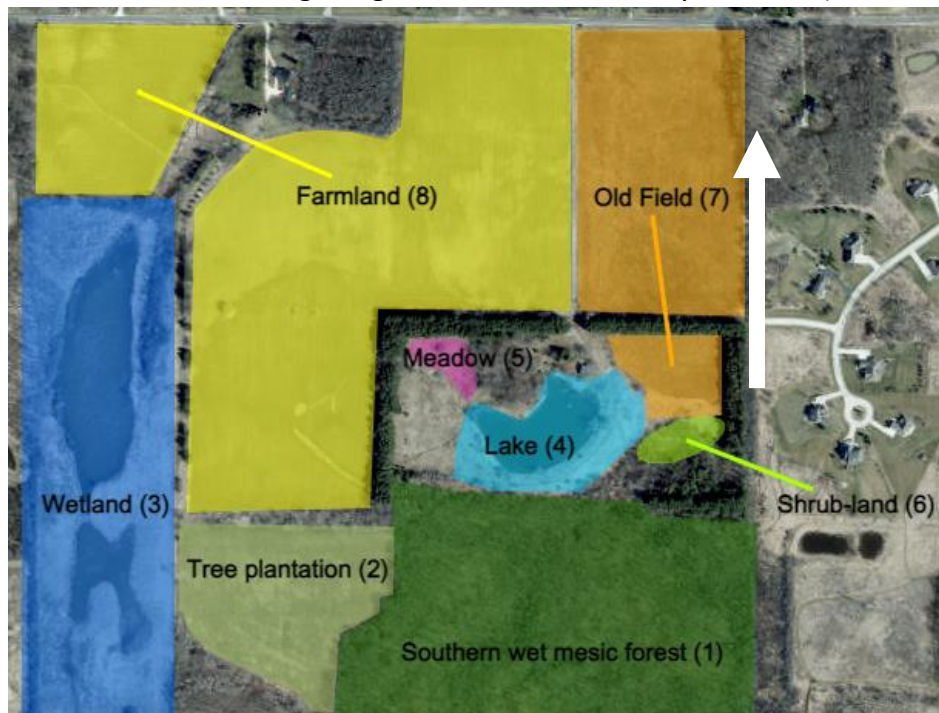 Farmland (8)
Old Field (7)
Meadow (5)
Lake (4)
Wetland (3)
Shrub-land (6)
Tree plantation (2)
Southern wet mesic forest (1)